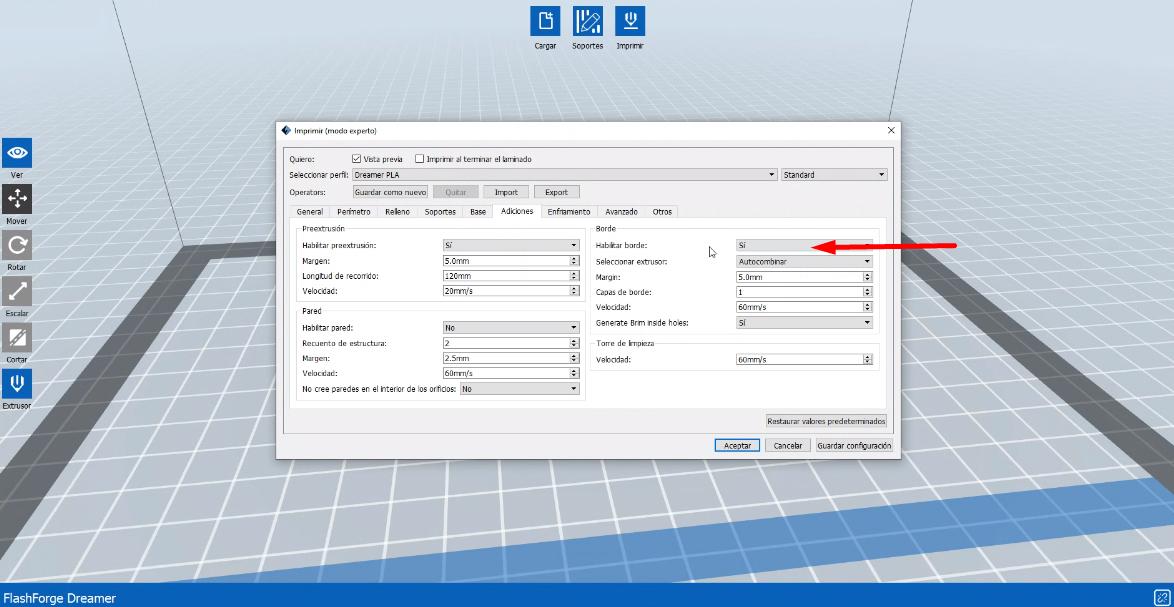 Cargar
Soportes
Imprimir
Ver
Mover
Rotar
Escalar
Cortar
Extrusor
Imprimir (modo experto)
Quiero:
Vista previa
Imprimir al terminar el laminado
Seleccionar perfil:
Dreamer PLA
Standard
Operators:
Guardar como nuevo
Quitar
Import
Export
General
Perímetro
Relleno
Soportes
Base
Adiciones
Enfriamiento
Avanzado
Otros
Preextrusión
Habilitar preextrusión:
Sí
Margen:
5.0mm
Longitud de recorrido:
120mm
Velocidad:
20mm/s
Pared
Habilitar pared:
No
Recuento de estructura:
2
Margen:
2.5mm
Velocidad:
60mm/s
No cree paredes en el interior de los orificios:
No
Borde
Habilitar borde:
Sí
Seleccionar extrusor:
Autocombinar
Margin:
5.0mm
Capas de borde:
1
Velocidad:
60mm/s
Generate Brim inside holes:
Sí
Torre de limpieza
Velocidad:
60mm/s
Restaurar valores predeterminados
Aceptar
Cancelar
Guardar configuración
FlashForge Dreamer